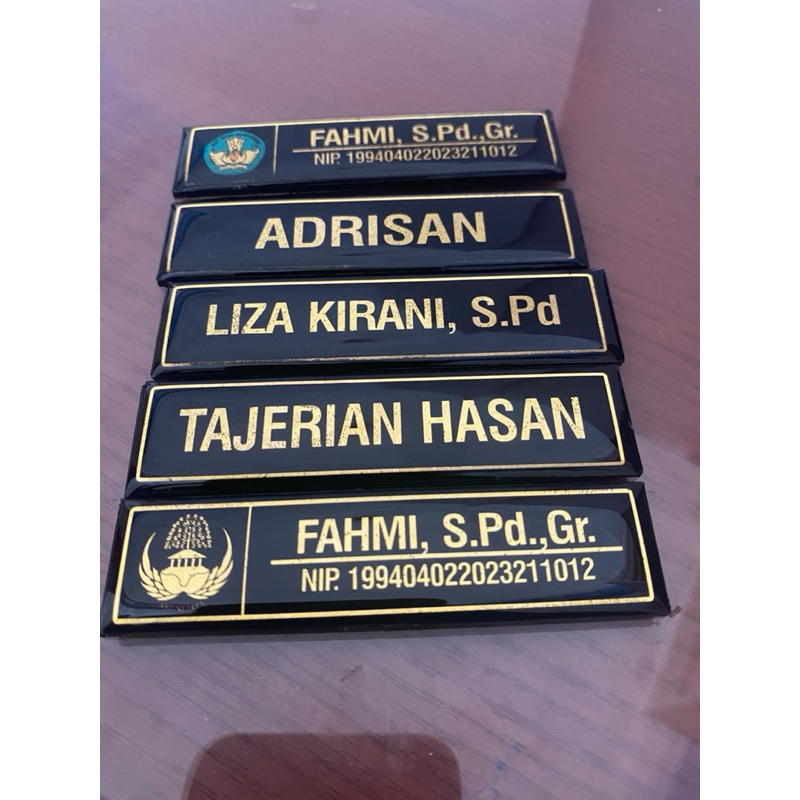 FAHMI, S.Pd.,Gr.
NIP. 199404022023211012
ADRISAN
LIZA KIRANI, S.Pd
TAJERIAN HASAN
FAHMI, S.Pd.,Gr.
NIP. 199404022023211012